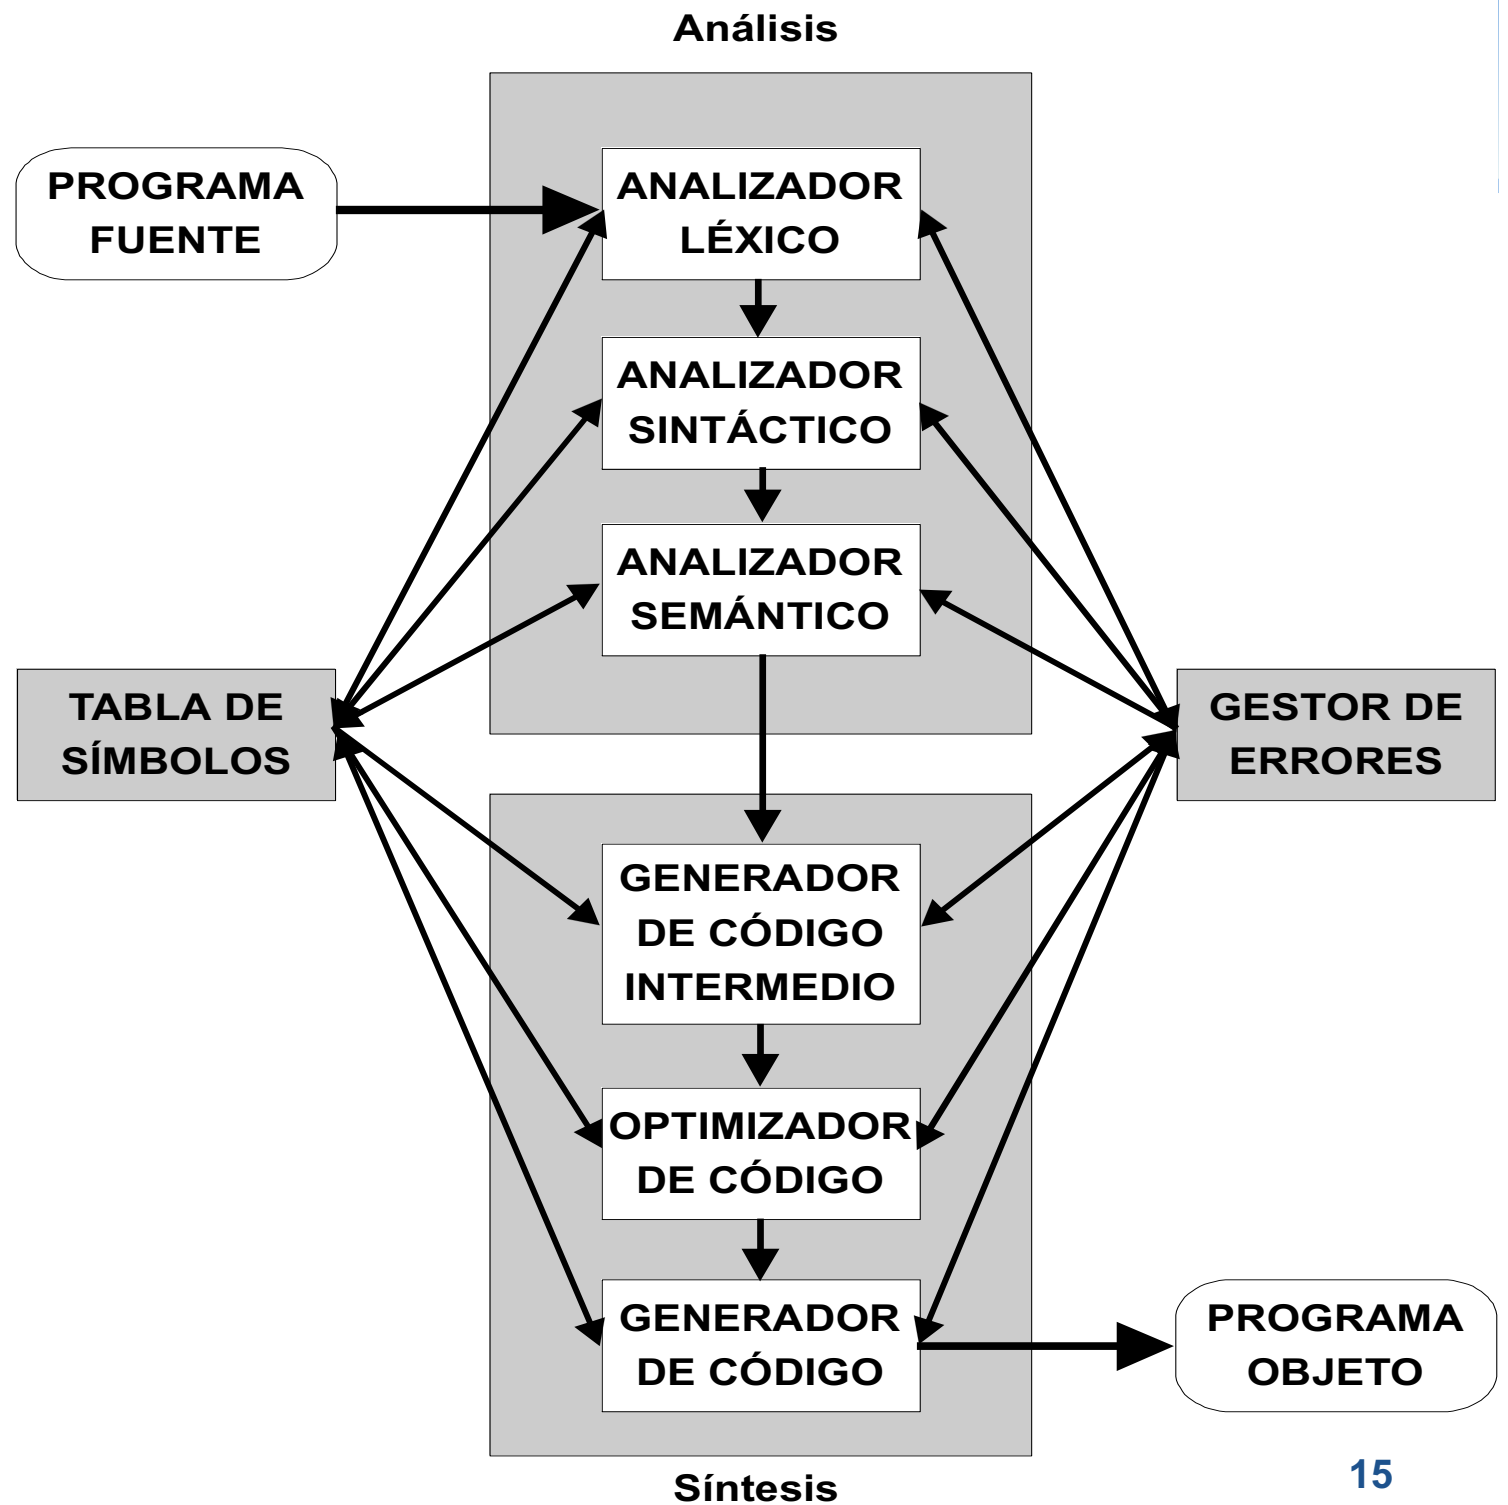 Análisis
PROGRAMA
FUENTE
ANALIZADOR
LÉXICO
ANALIZADOR
SINTÁCTICO
ANALIZADOR
SEMÁNTICO
TABLA DE
SÍMBOLOS
GESTOR DE
ERRORES
GENERADOR
DE CÓDIGO
INTERMEDIO
OPTIMIZADOR
DE CÓDIGO
GENERADOR
DE CÓDIGO
PROGRAMA
OBJETO
Síntesis
15